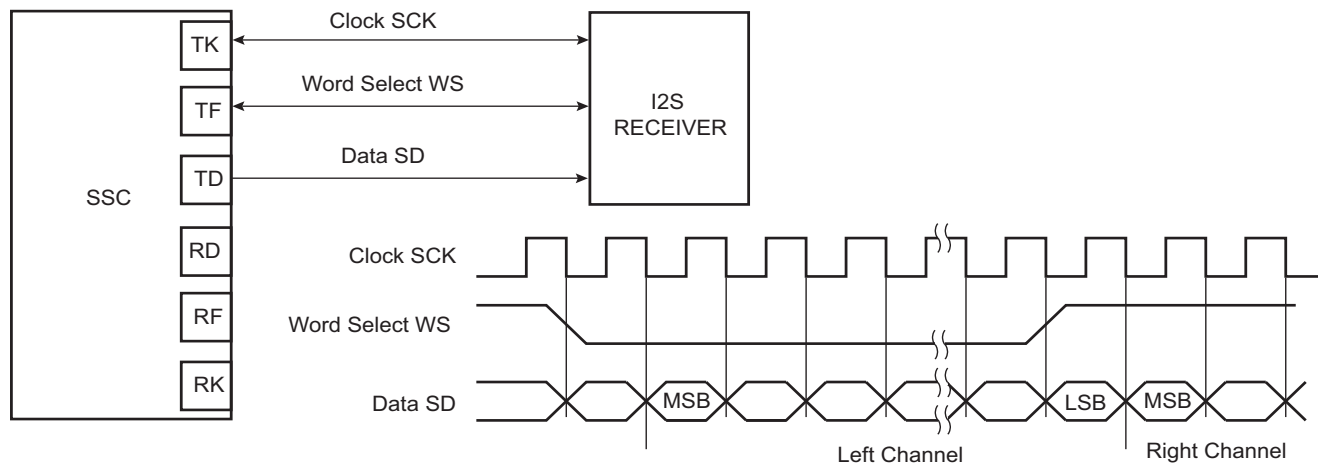 Clock SCK
TK
Word Select WS
TF
I2S
RECEIVER
Data SD
TD
SSC
RD
RF
RK
Clock SCK
Word Select WS
Data SD
MSB
LSB
MSB
Left Channel
Right Channel